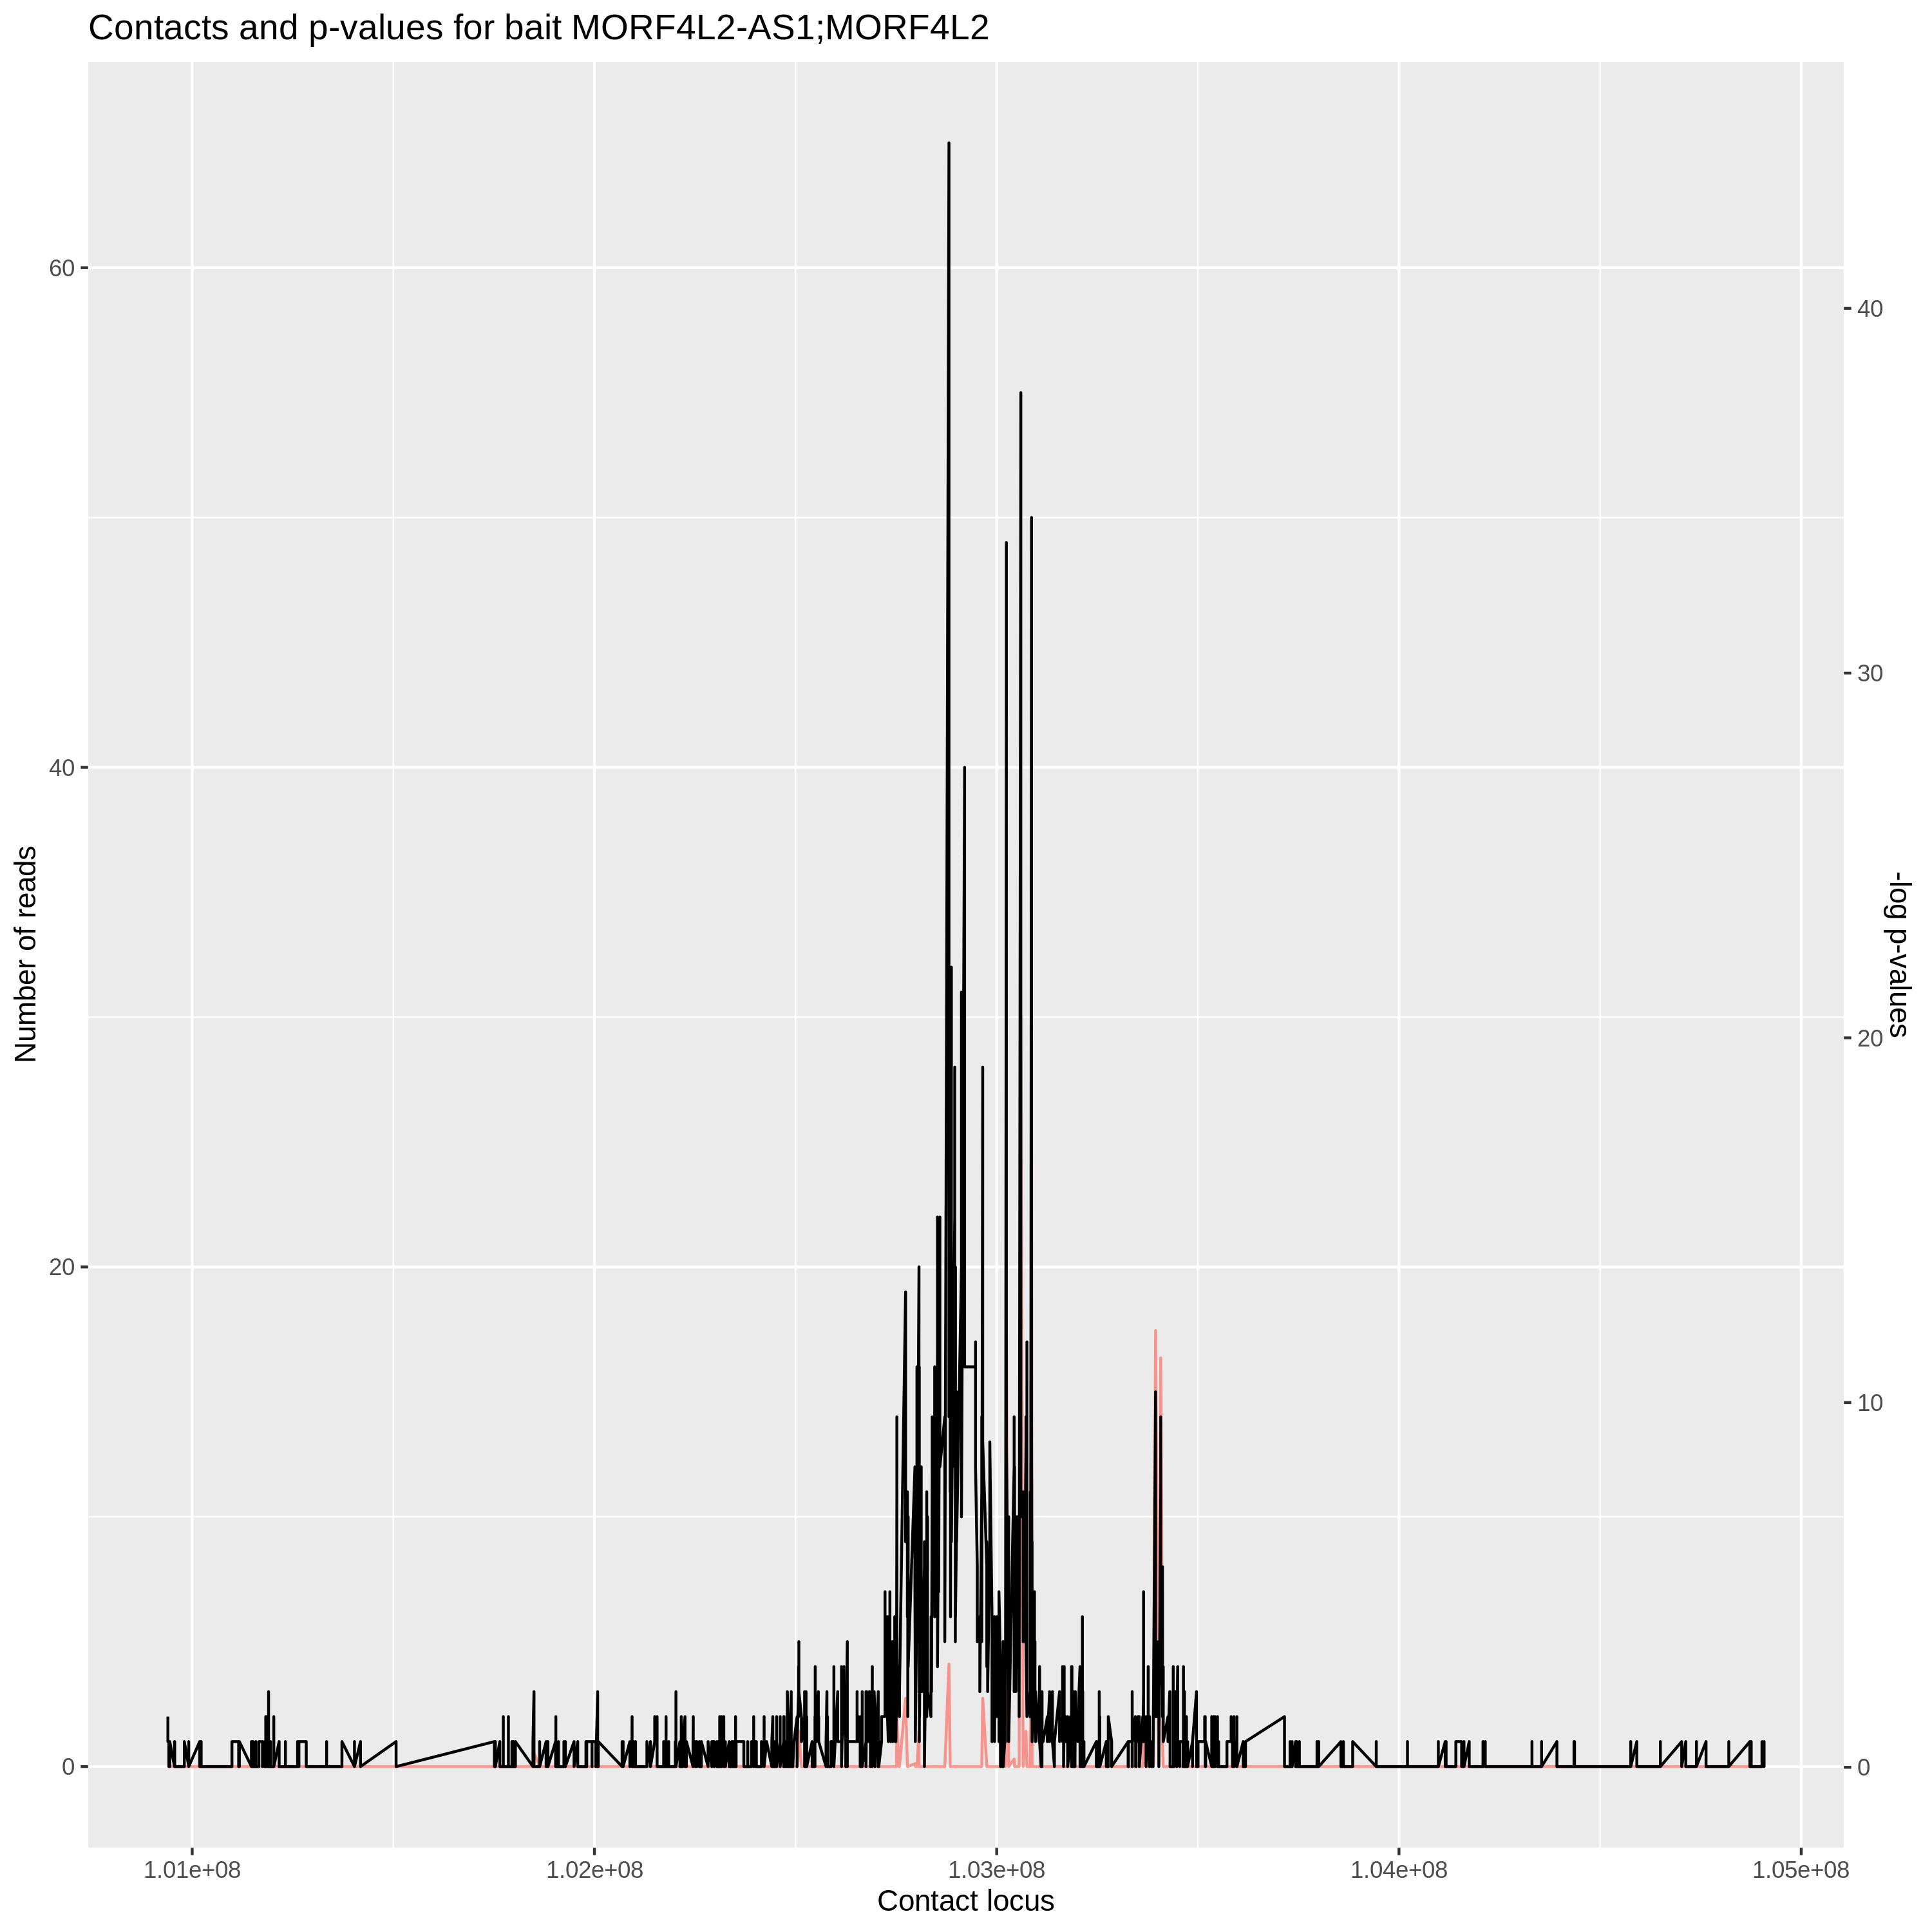 Contacts and p-values for bait MORF4L2-AS1;MORF4L2
60
40
20
0
Number of reads
40
30
20
10
0
-log p-values
1.01e+08
1.02e+08
1.03e+08
1.04e+08
1.05e+08
Contact locus